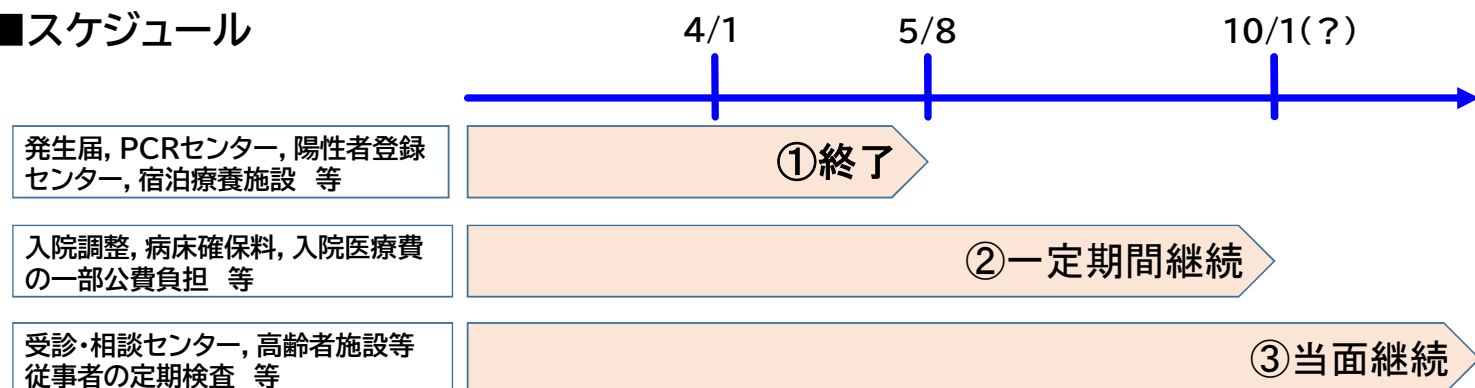 ■スケジュール
4/1 5/8 10/1(?)
発生届, PCRセンター, 陽性者登録
センター, 宿泊療養施設 等
①終了
入院調整, 病床確保料, 入院医療費
の一部公費負担 等
②一定期間継続
受診・相談センター, 高齢者施設等
従事者の定期検査 等
③当面継続